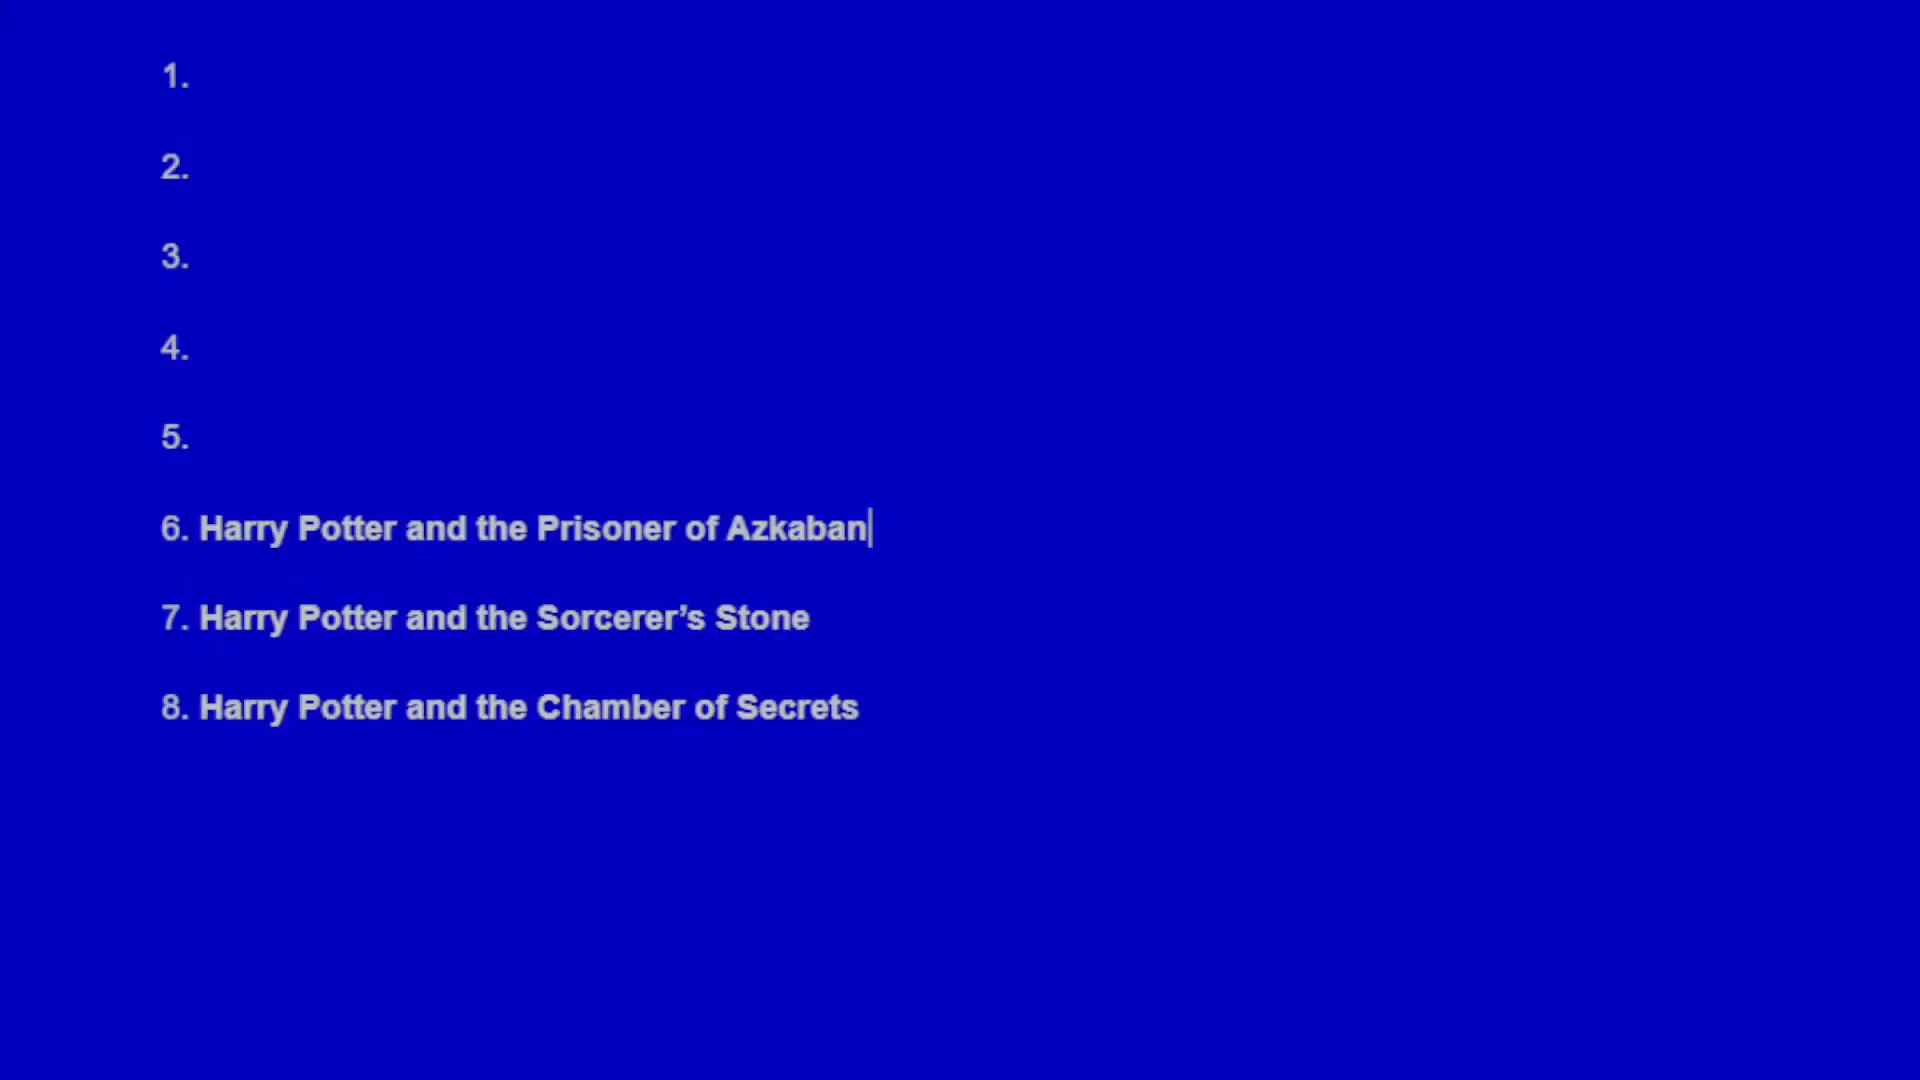 1.
2.
3.
4.
5.
6. Harry Potter and the Prisoner of Azkaban
7. Harry Potter and the Sorcerer’s Stone
8. Harry Potter and the Chamber of Secrets